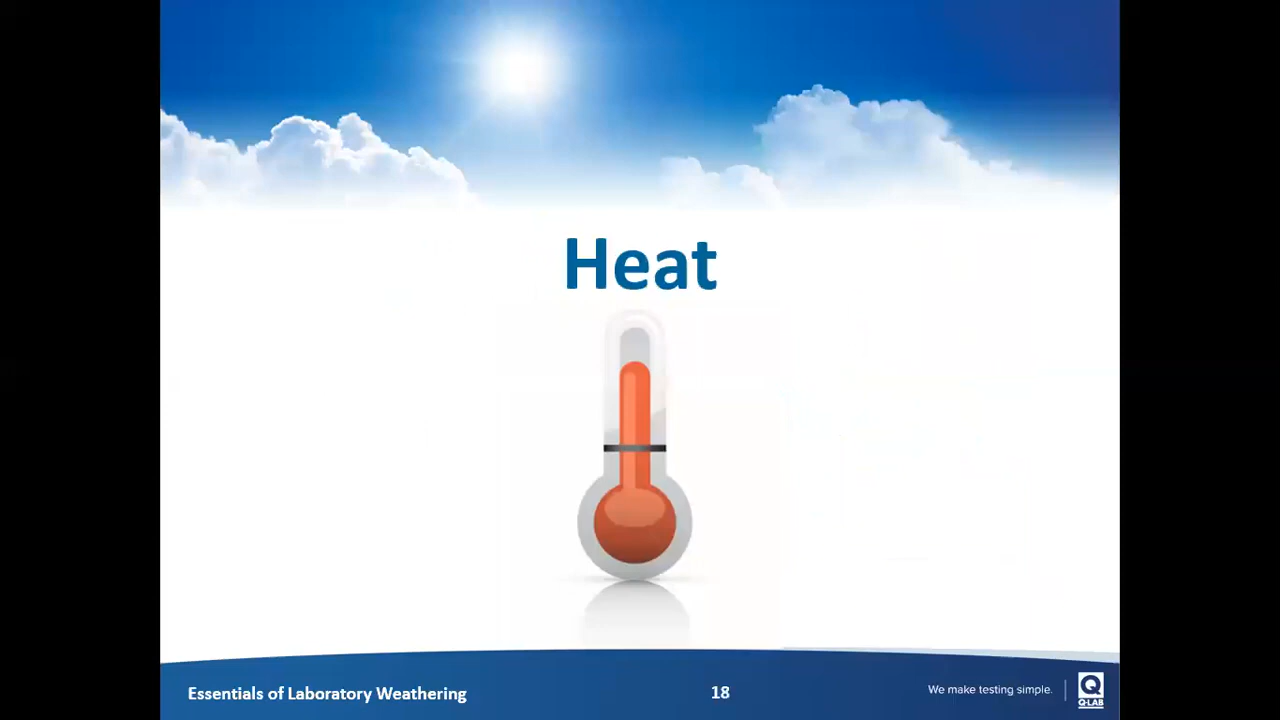 Heat
Essentials of Laboratory Weathering
18
We make testing simple.
Q
Q-LAB